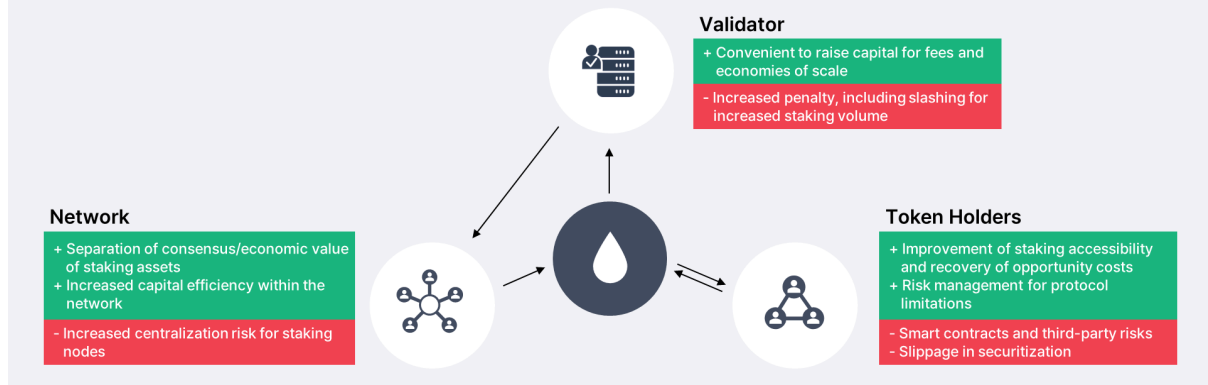 Validator
+ Convenient to raise capital for fees and
economies of scale
- Increased penalty, including slashing for
increased staking volume
Network
+ Separation of consensus/economic value
of staking assets
+ Increased capital efficiency within the
network
- Increased centralization risk for staking
nodes
Token Holders
+ Improvement of staking accessibility
and recovery of opportunity costs
+ Risk management for protocol
limitations
- Smart contracts and third-party risks
- Slippage in securitization